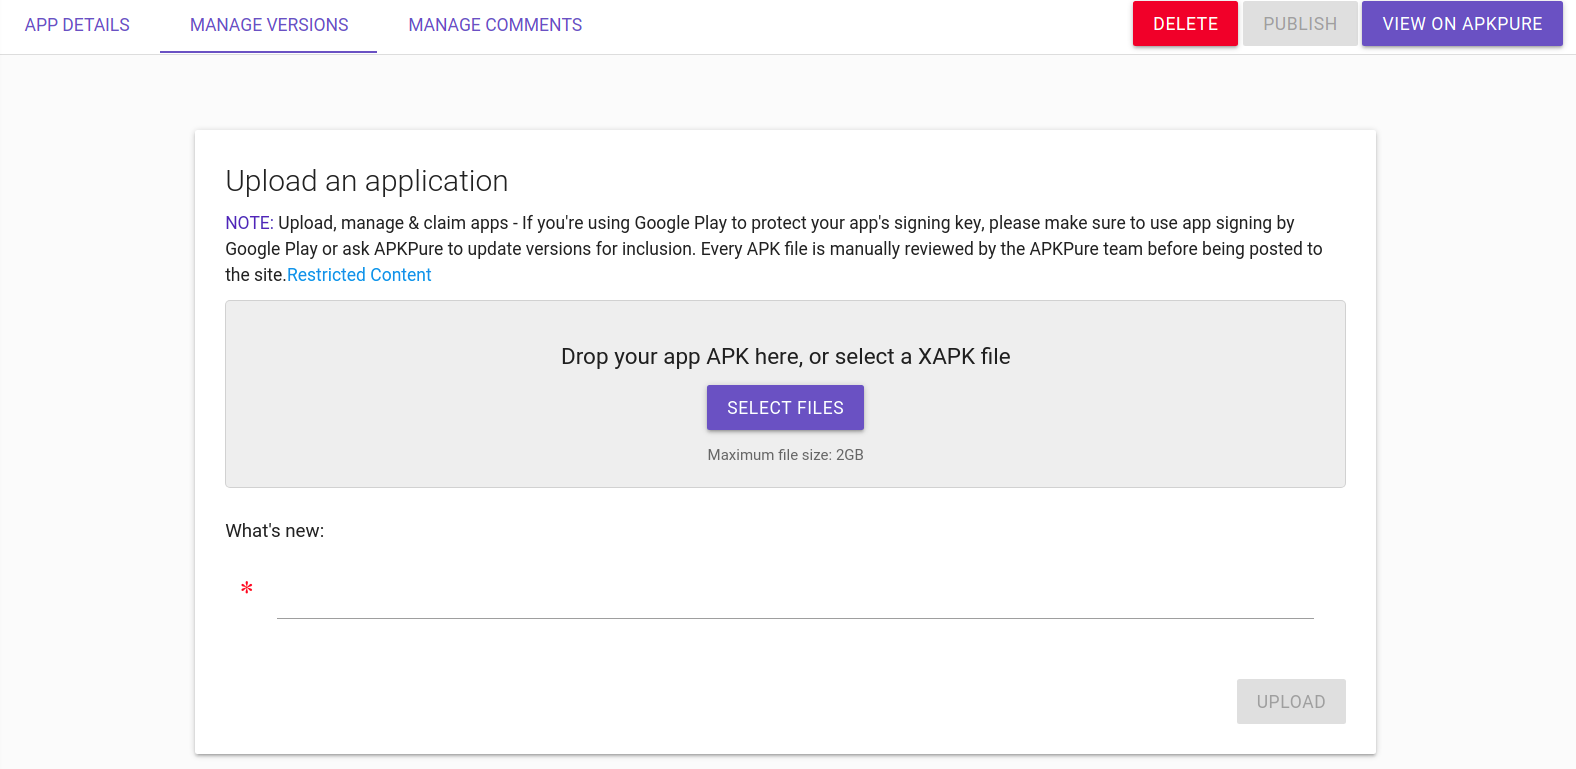 APP DETAILS
MANAGE VERSIONS
MANAGE COMMENTS
DELETE
PUBLISH
VIEW ON APKPURE
Upload an application
NOTE: Upload, manage & claim apps - If you're using Google Play to protect your app's signing key, please make sure to use app signing by
Google Play or ask APKPure to update versions for inclusion. Every APK file is manually reviewed by the APKPure team before being posted to
the site.Restricted Content
Drop your app APK here, or select a XAPK file
SELECT FILES
Maximum file size: 2GB
What's new:
*
UPLOAD